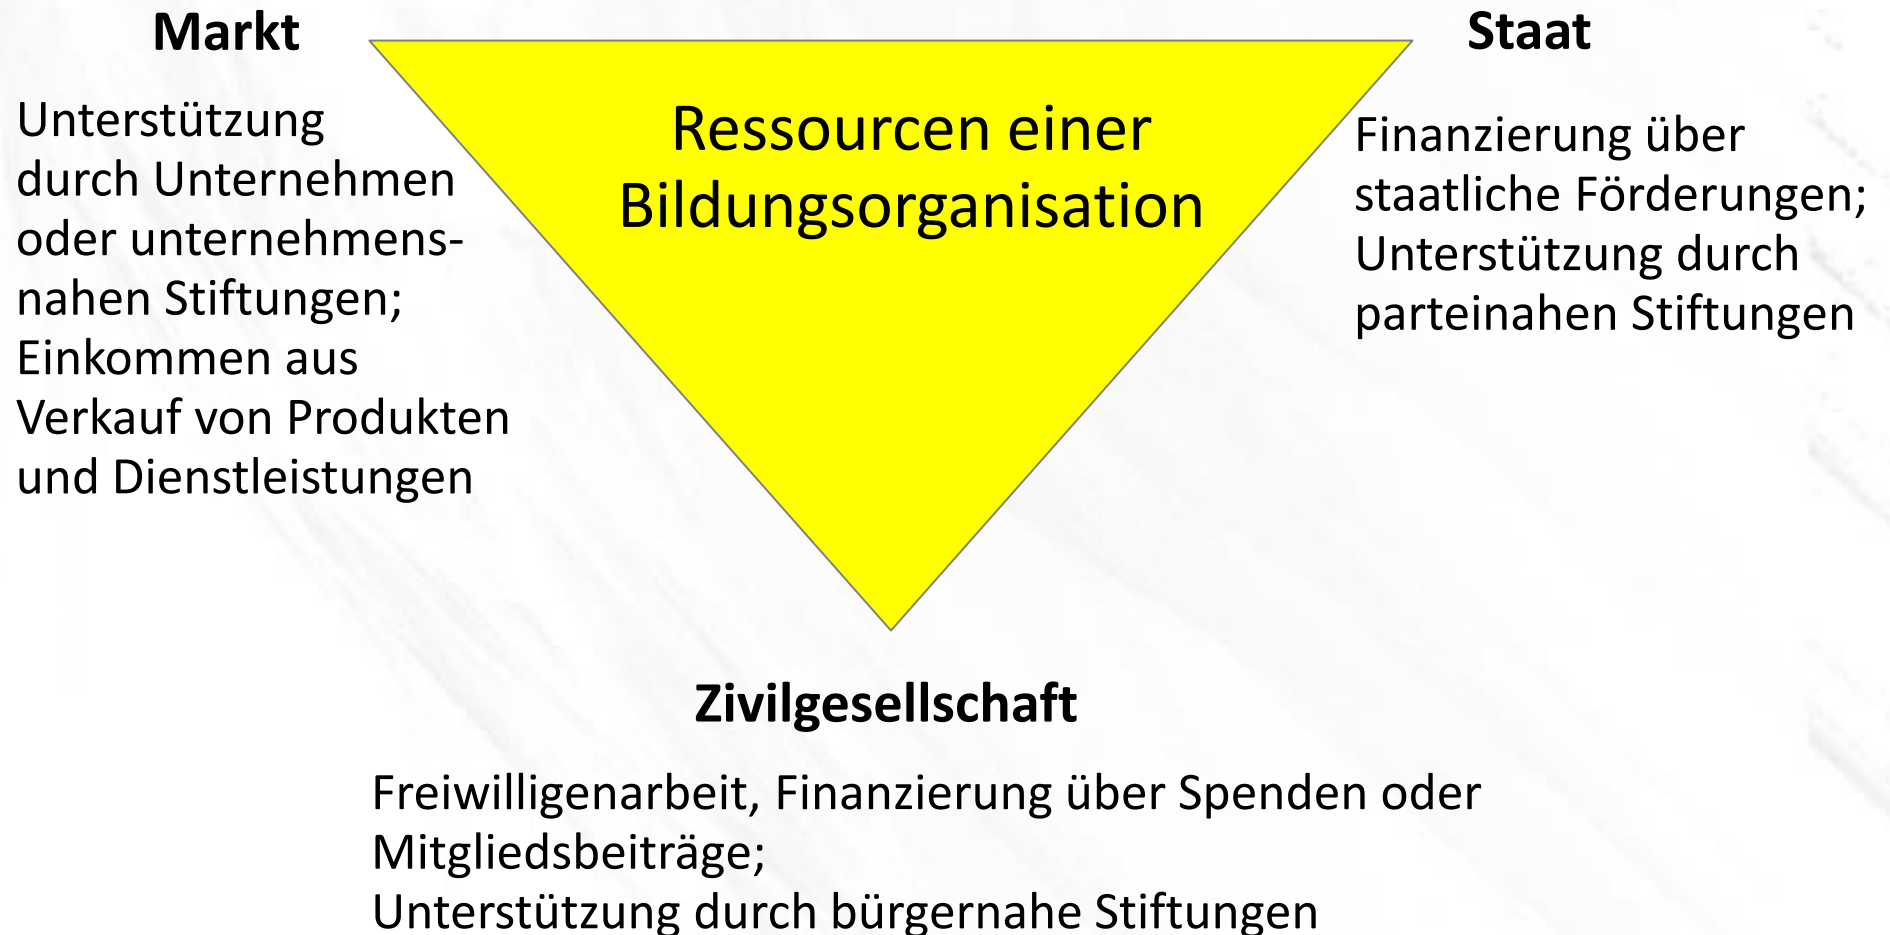 Markt
Unterstützung
durch Unternehmen
oder unternehmens-
nahen Stiftungen;
Einkommen aus
Verkauf von Produkten
und Dienstleistungen
Ressourcen einer
Bildungsorganisation
Staat
Finanzierung über
staatliche Förderungen;
Unterstützung durch
parteinahen Stiftungen
Zivilgesellschaft
Freiwilligenarbeit, Finanzierung über Spenden oder
Mitgliedsbeiträge;
Unterstützung durch bürgernahe Stiftungen